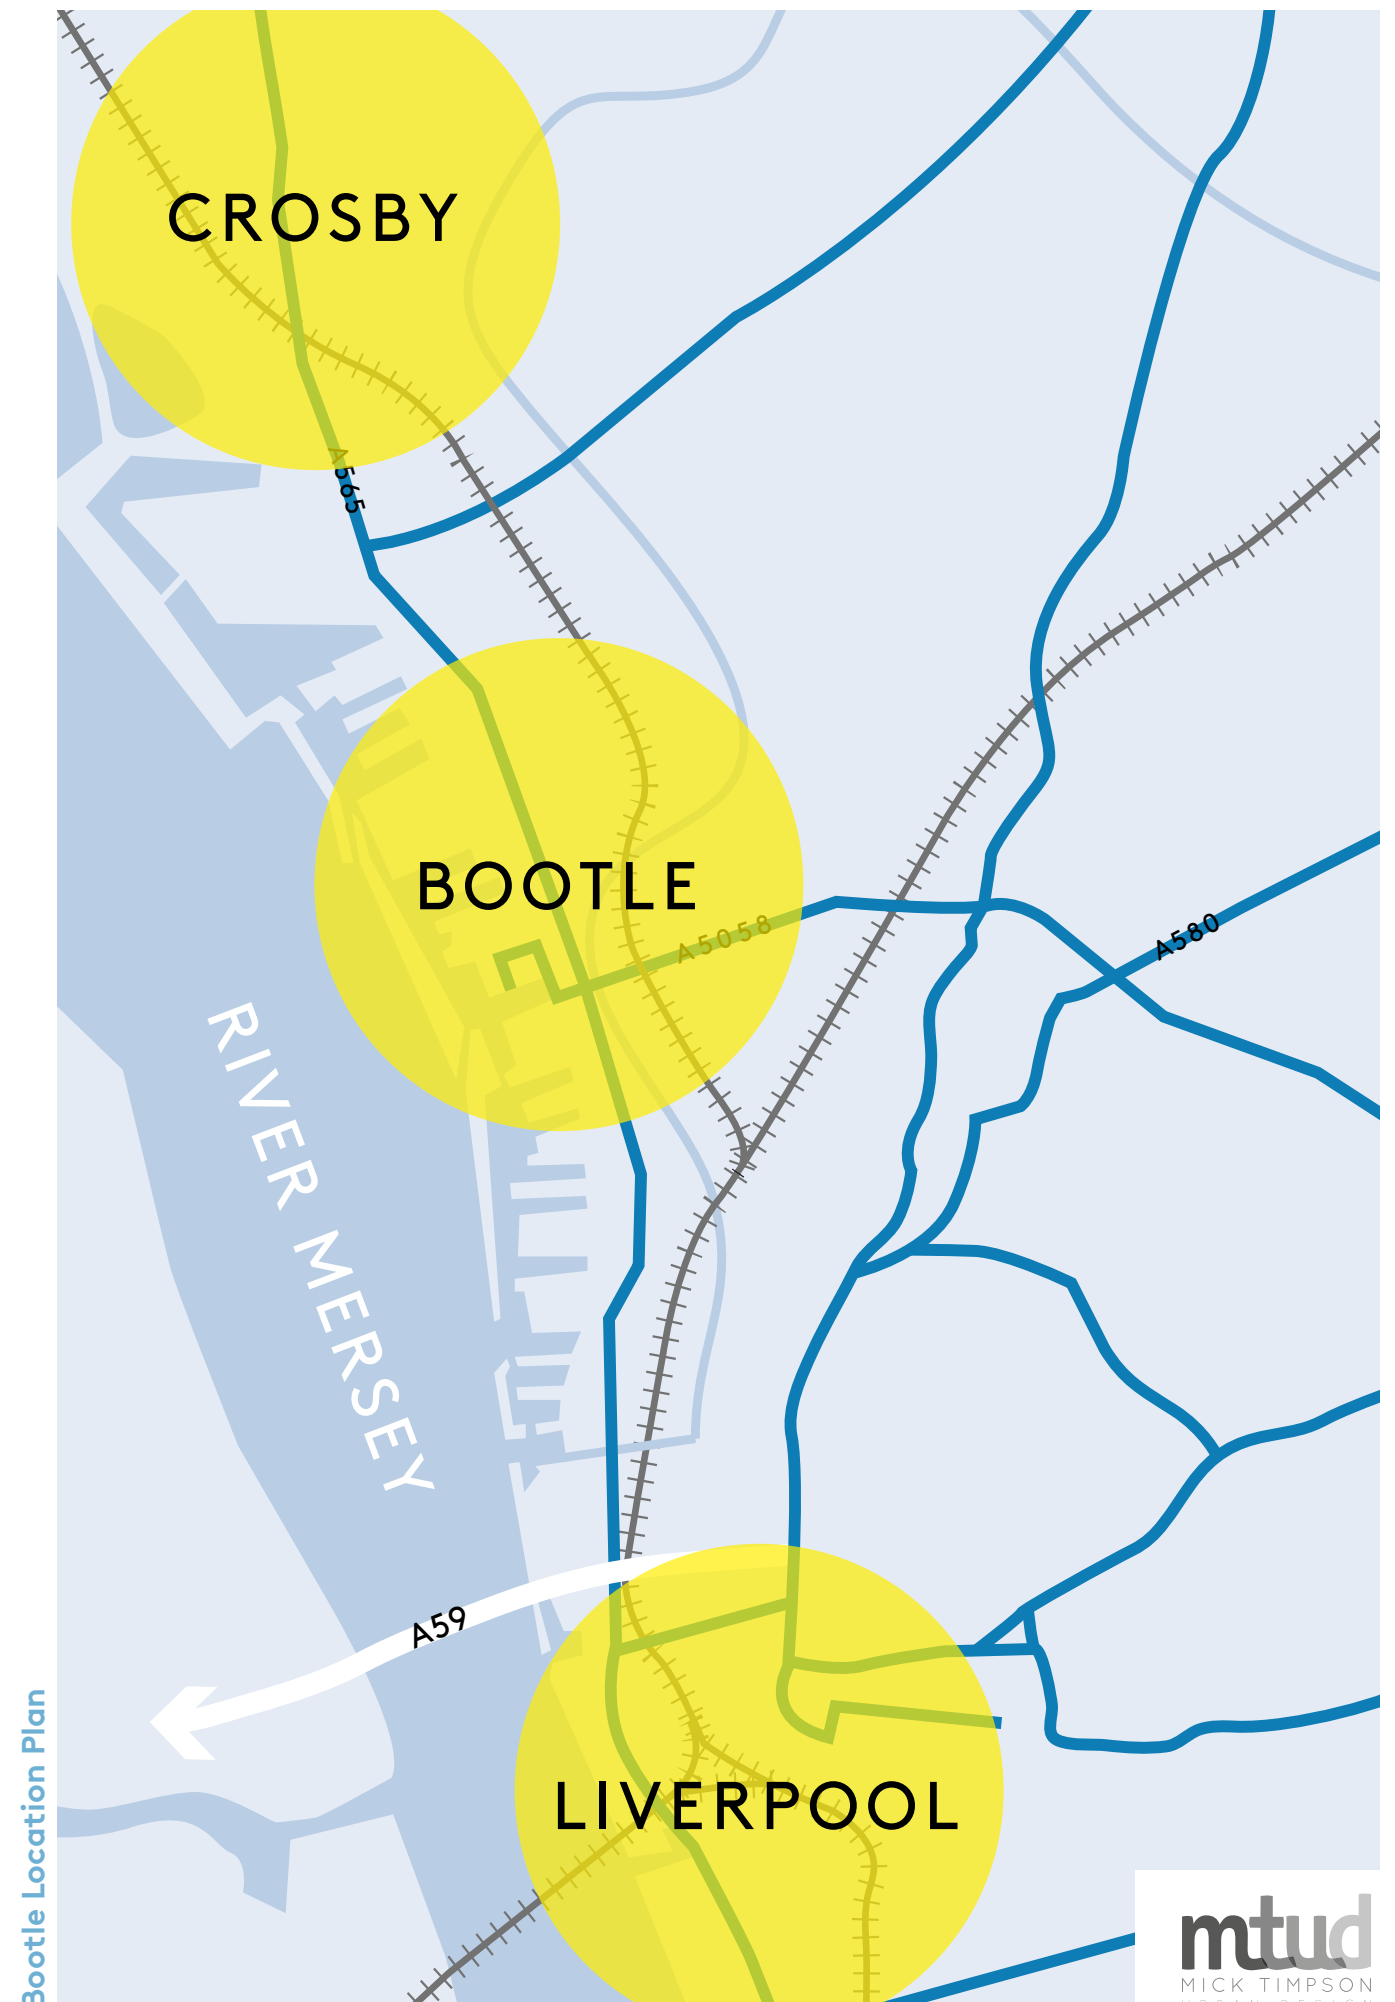 CROSBY
A565
BOOTLE
A5058
A580
RIVER MERSEY
A59
LIVERPOOL
Bootle Location Plan
mtud
MICK TIMPSON